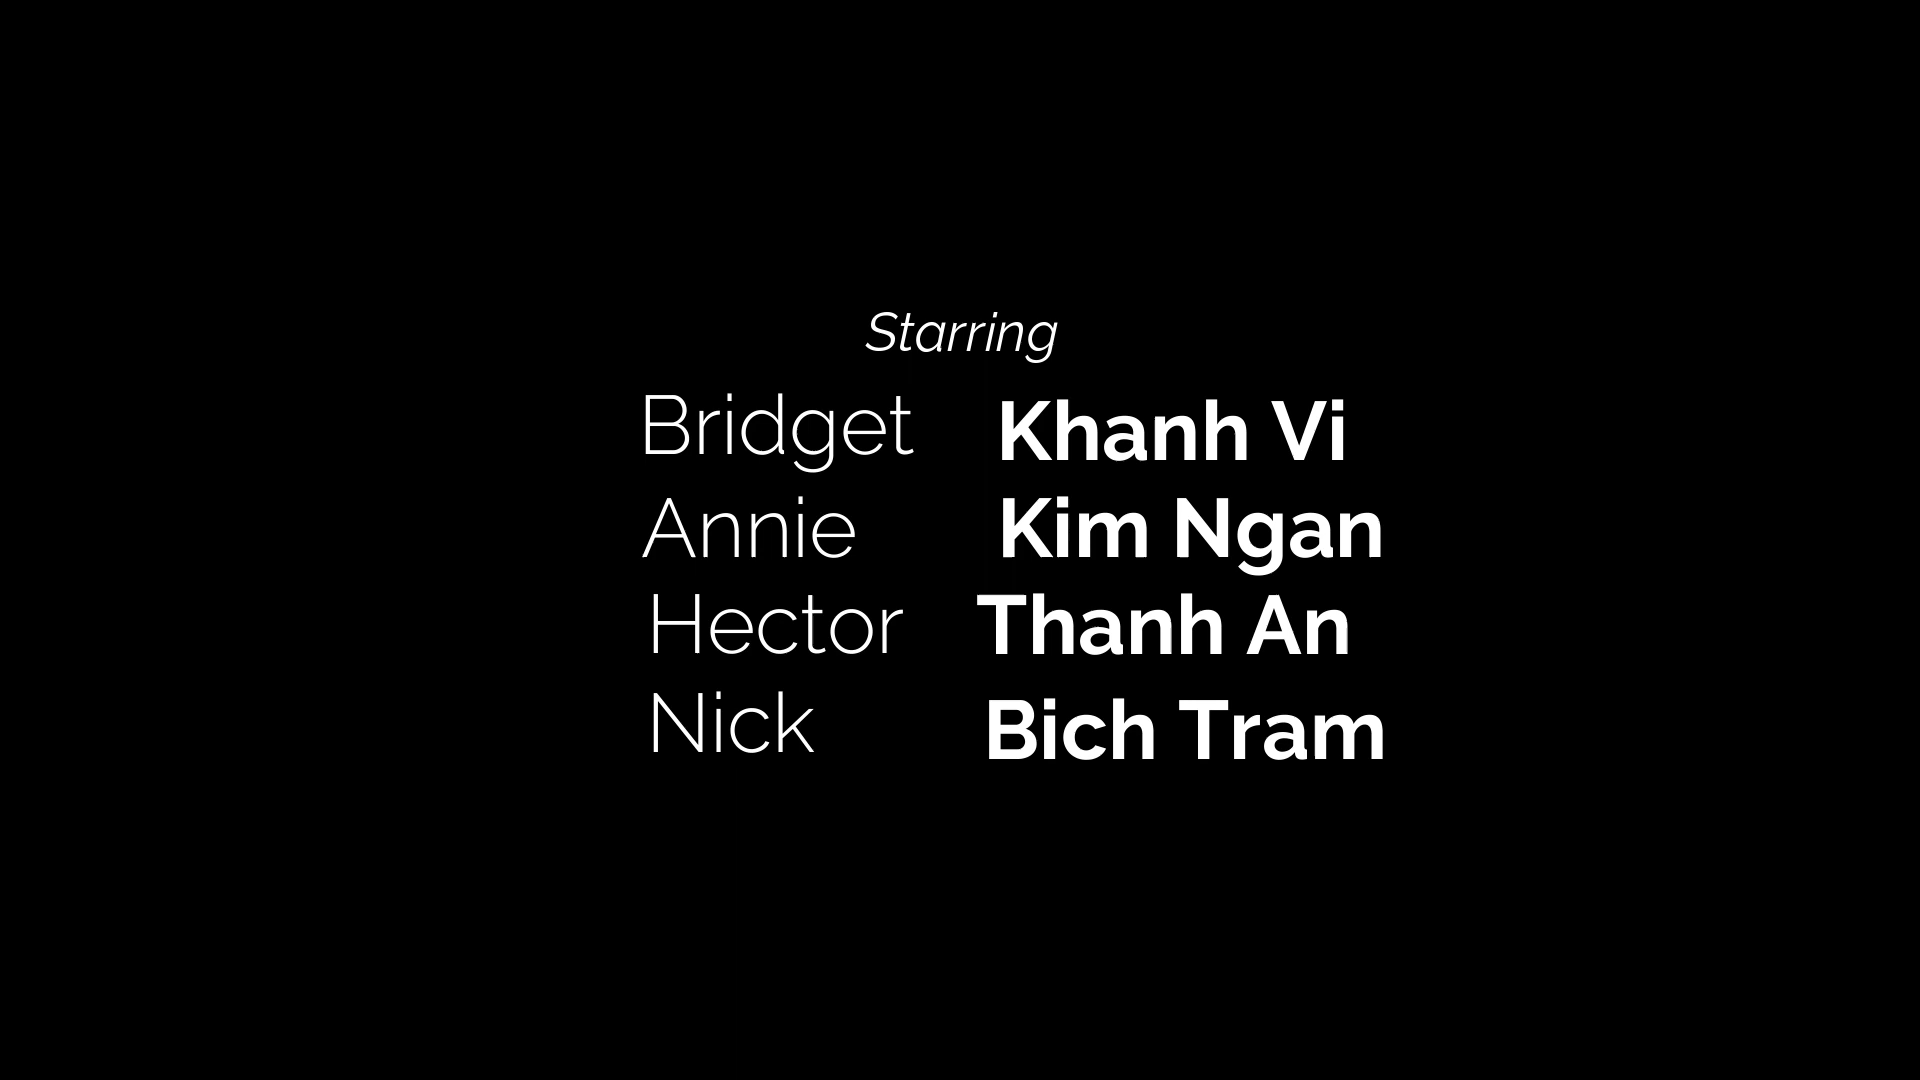 Starring
Bridget Khanh Vi
Annie Kim Ngan
Hector Thanh An
Nick Bich Tram